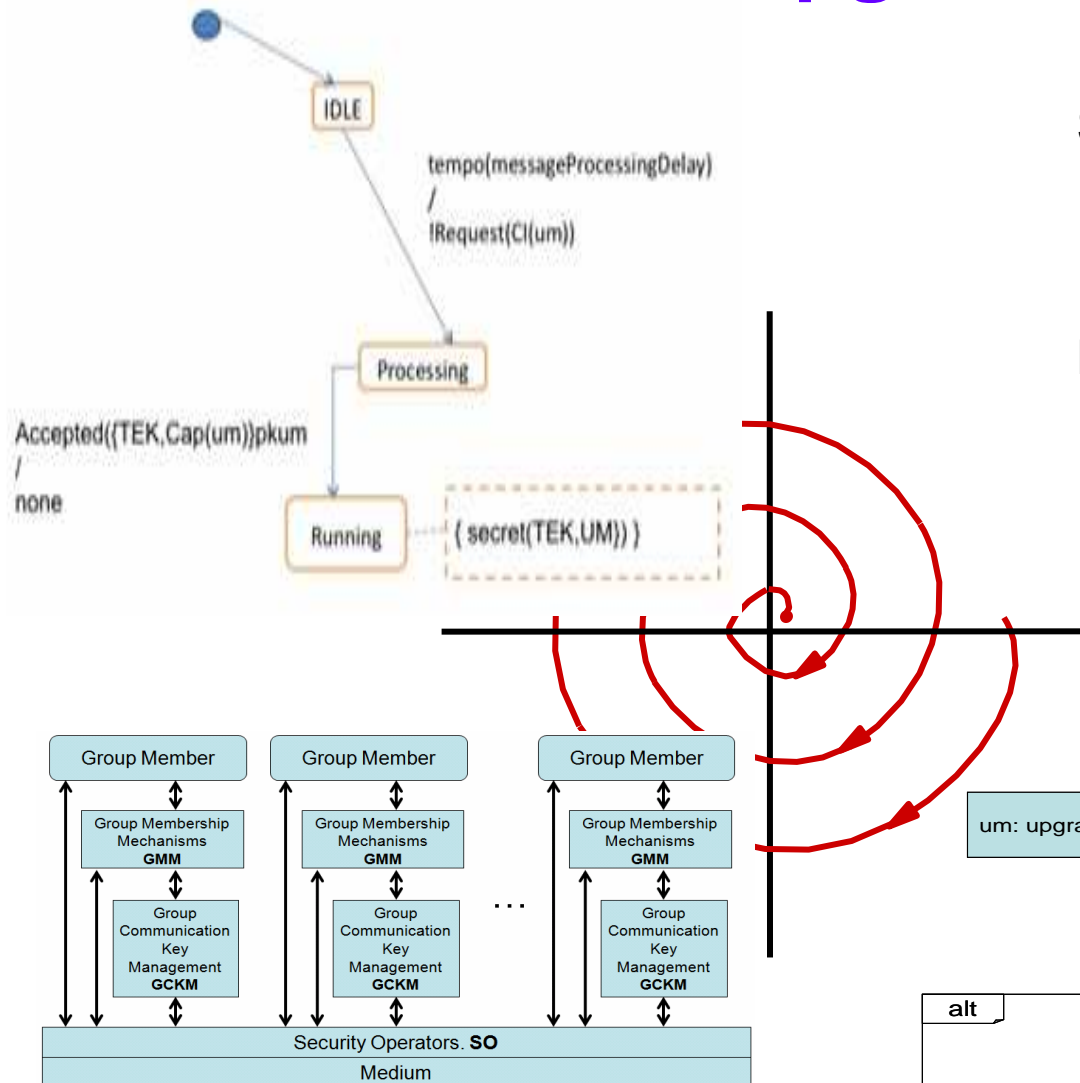 IDLE
tempo(messageProcessingDelay)
/
!Request(CI(um))
Processing
Accepted({TEK,Cap(um)}pkum
/
none
Running
{ secret(TEK,UM}) }
Group Member
Group Membership
Mechanisms
GMM
Group
Communication
Key
Management
GCKM
Group Member
Group Membership
Mechanisms
GMM
Group
Communication
Key
Management
GCKM
...
Group Member
Group Membership
Mechanisms
GMM
Group
Communication
Key
Management
GCKM
Security Operators. SO
Medium
um: upgra
alt